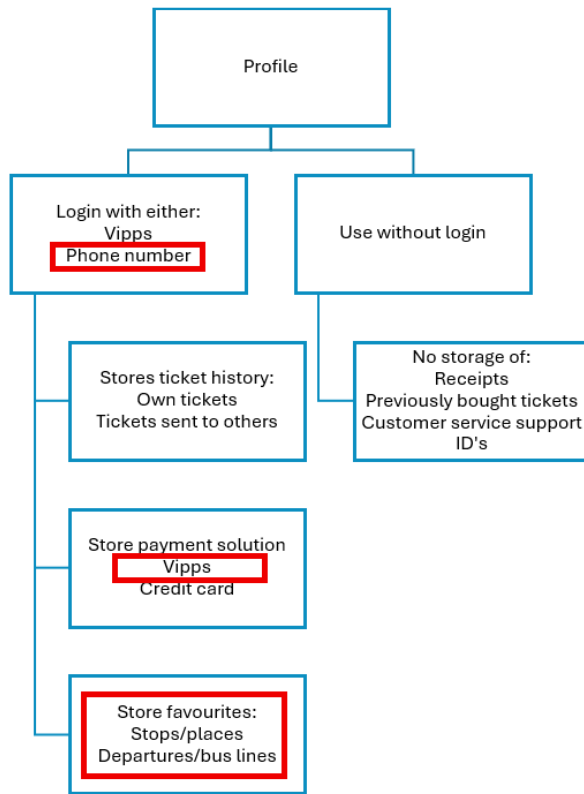 Profile
Login with either:
Vipps
Phone number
Use without login
Stores ticket history:
Own tickets
Tickets sent to others
No storage of:
Receipts
Previously bought tickets
Customer service support
ID's
Store payment solution
Vipps
Credit card
Store favourites:
Stops/places
Departures/bus lines